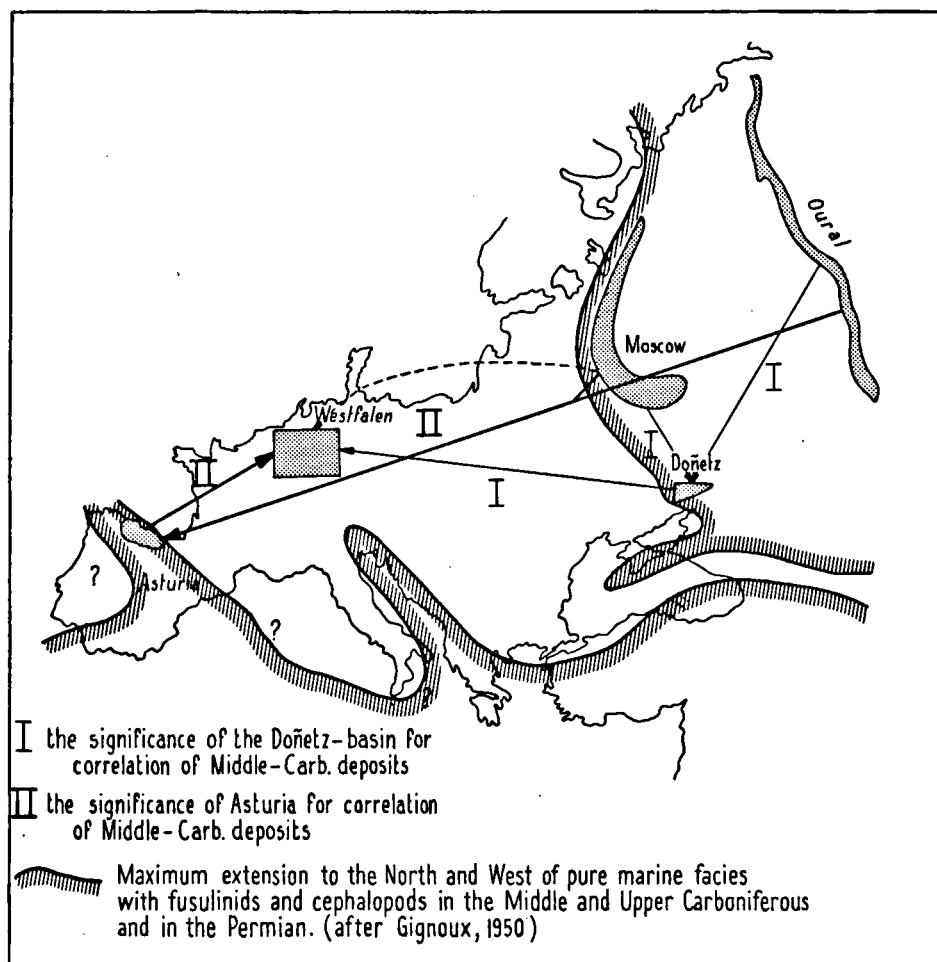 Oural
Moscow
I
Westfalen
II
I
Doñetz
II
I
?
Asturia
?
?
I the significance of the Doñetz-basin for
correlation of Middle-Carb. deposits
II the significance of Asturia for correlation
of Middle-Carb. deposits
Maximum extension to the North and West of pure marine facies
with fusulinids and cephalopods in the Middle and Upper Carboniferous
and in the Permian. (after Gignoux, 1950)